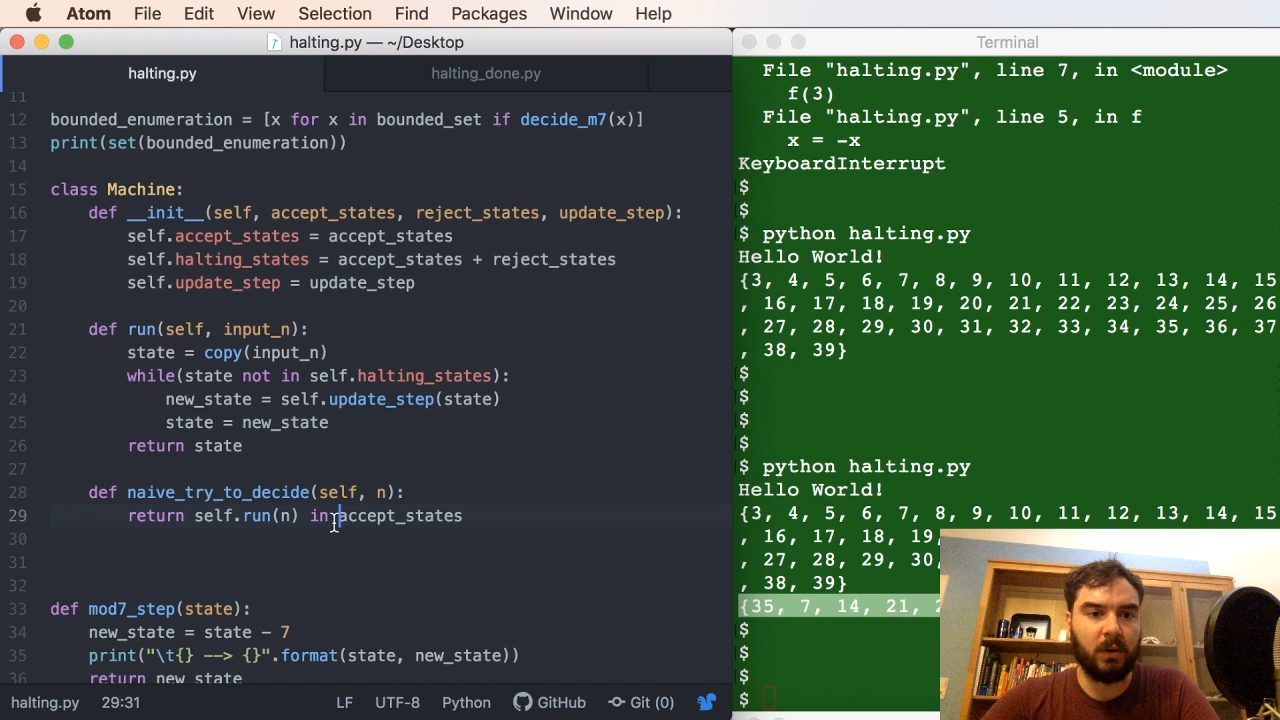 Atom File Edit View Selection Find Packages Window Help
halting.py — ~/Desktop
halting.py
halting_done.py
11
12 bounded_enumeration = [x for x in bounded_set if decide_m7(x)]
13 print(set(bounded_enumeration))
14
15 class Machine:
16 def __init__(self, accept_states, reject_states, update_step):
17 self.accept_states = accept_states
18 self.halting_states = accept_states + reject_states
19 self.update_step = update_step
20
21 def run(self, input_n):
22 state = copy(input_n)
23 while(state not in self.halting_states):
24 new_state = self.update_step(state)
25 state = new_state
26 return state
27
28 def naive_try_to_decide(self, n):
29 return self.run(n) in accept_states
30
31
32
33 def mod7_step(state):
34 new_state = state - 7
35 print("\t{} --> {}".format(state, new_state))
36 return new_state
halting.py 29:31 LF UTF-8 Python GitHub Git (0)
Terminal
File "halting.py", line 7, in <module>
f(3)
File "halting.py", line 5, in f
x = -x
KeyboardInterrupt
$
$
$ python halting.py
Hello World!
{3, 4, 5, 6, 7, 8, 9, 10, 11, 12, 13, 14, 15
, 16, 17, 18, 19, 20, 21, 22, 23, 24, 25, 26
, 27, 28, 29, 30, 31, 32, 33, 34, 35, 36, 37
, 38, 39}
$
$
$
$
$ python halting.py
Hello World!
{3, 4, 5, 6, 7, 8, 9, 10, 11, 12, 13, 14, 15
, 16, 17, 18, 19,
, 27, 28, 29, 30,
, 38, 39}
{35, 7, 14, 21,
$
$
$
$